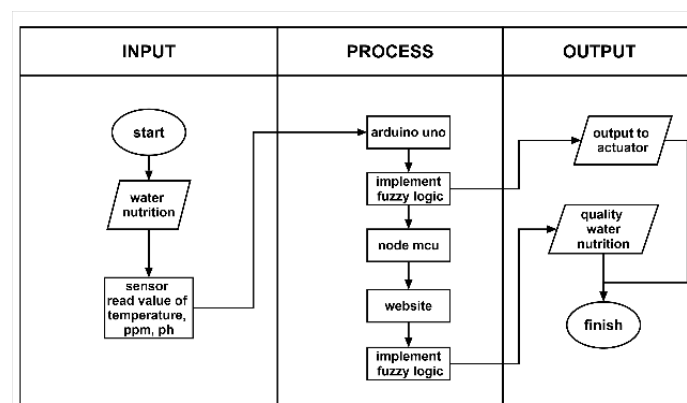 INPUT
PROCESS
OUTPUT
start
water
nutrition
sensor
read value of
temperature,
ppm, ph
arduino uno
implement
fuzzy logic
node mcu
website
implement
fuzzy logic
output to
actuator
quality
water
nutrition
finish